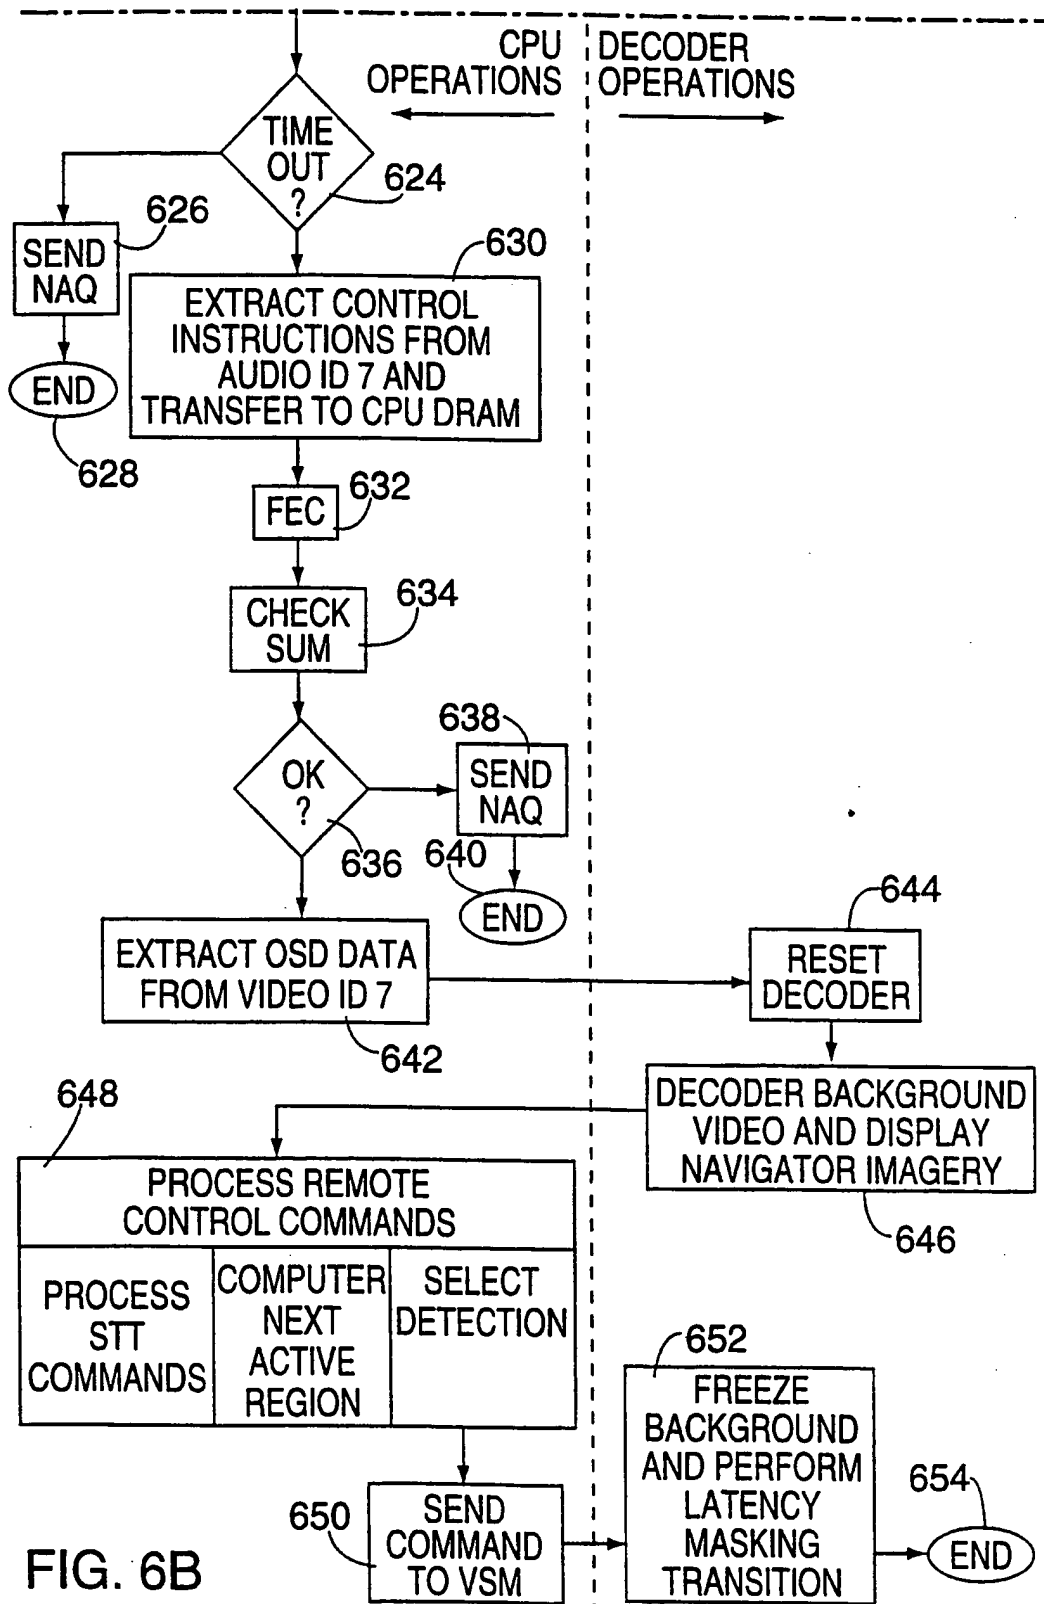 CPU
OPERATIONS
DECODER
OPERATIONS
TIME
OUT
?
624
626
SEND
NAQ
END
628
630
EXTRACT CONTROL
INSTRUCTIONS FROM
AUDIO ID 7 AND
TRANSFER TO CPU DRAM
632
FEC
634
CHECK
SUM
OK
?
636
638
SEND
NAQ
640
END
EXTRACT OSD DATA
FROM VIDEO ID 7
642
644
RESET
DECODER
DECODER BACKGROUND
VIDEO AND DISPLAY
NAVIGATOR IMAGERY
646
648
PROCESS REMOTE
CONTROL COMMANDS
PROCESS
STT
COMMANDS
COMPUTER
NEXT
ACTIVE
REGION
SELECT
DETECTION
650
SEND
COMMAND
TO VSM
652
FREEZE
BACKGROUND
AND PERFORM
LATENCY
MASKING
TRANSITION
654
END
FIG. 6B